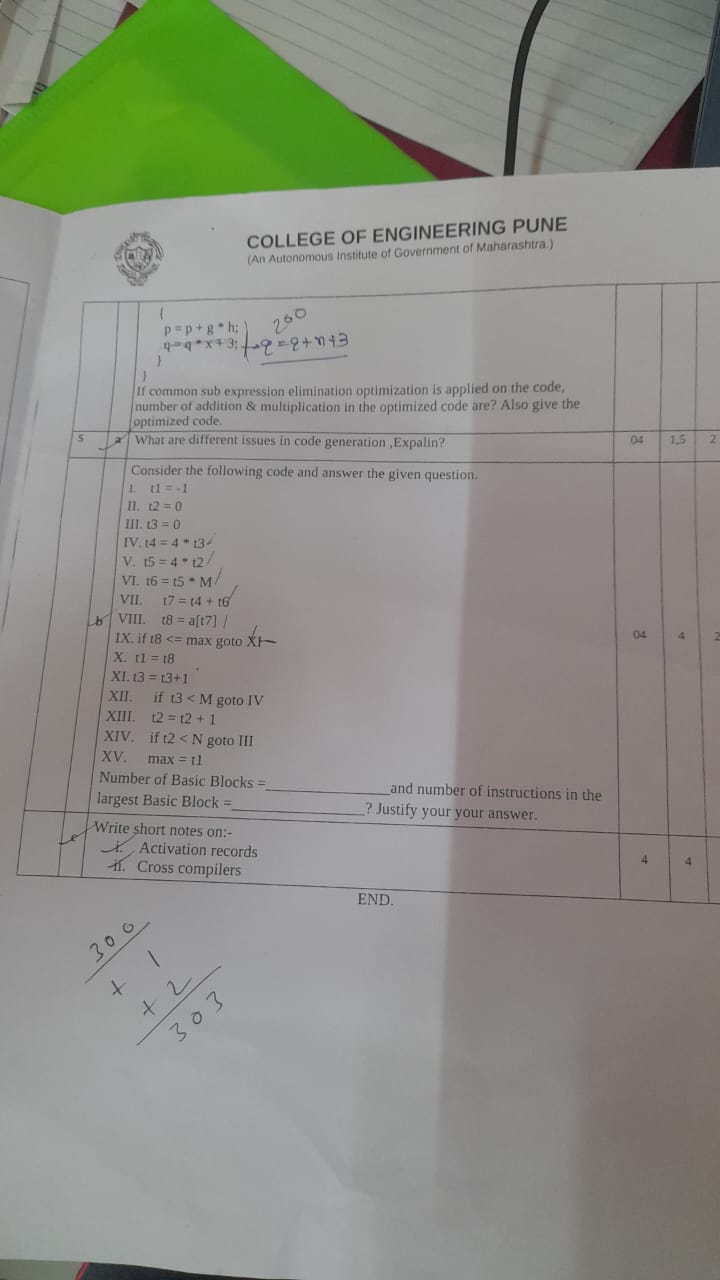 COLLEGE OF ENGINEERING PUNE
(An Autonomous Institute of Government of Maharashtra.)
{
p = p + g * h;
200
q = q * x + 3;
q = q + n + 3
}
}
If common sub expression elimination optimization is applied on the code,
number of addition & multiplication in the optimized code are? Also give the
optimized code.
5 a What are different issues in code generation ,Expalin? 04 1,5 2
Consider the following code and answer the given question.
I. t1 = -1
II. t2 = 0
III. t3 = 0
IV. t4 = 4 * t3
V. t5 = 4 * t2
VI. t6 = t5 * M
VII. t7 = t4 + t6
b VIII. t8 = a[t7]
IX. if t8 <= max goto XI 04 4 2
X. t1 = t8
XI. t3 = t3+1
XII. if t3 < M goto IV
XIII. t2 = t2 + 1
XIV. if t2 < N goto III
XV. max = t1
Number of Basic Blocks =_______________and number of instructions in the
largest Basic Block =________________? Justify your your answer.
c Write short notes on:-
i. Activation records 4 4
ii. Cross compilers
END.
300
+ 1
+ 2
303